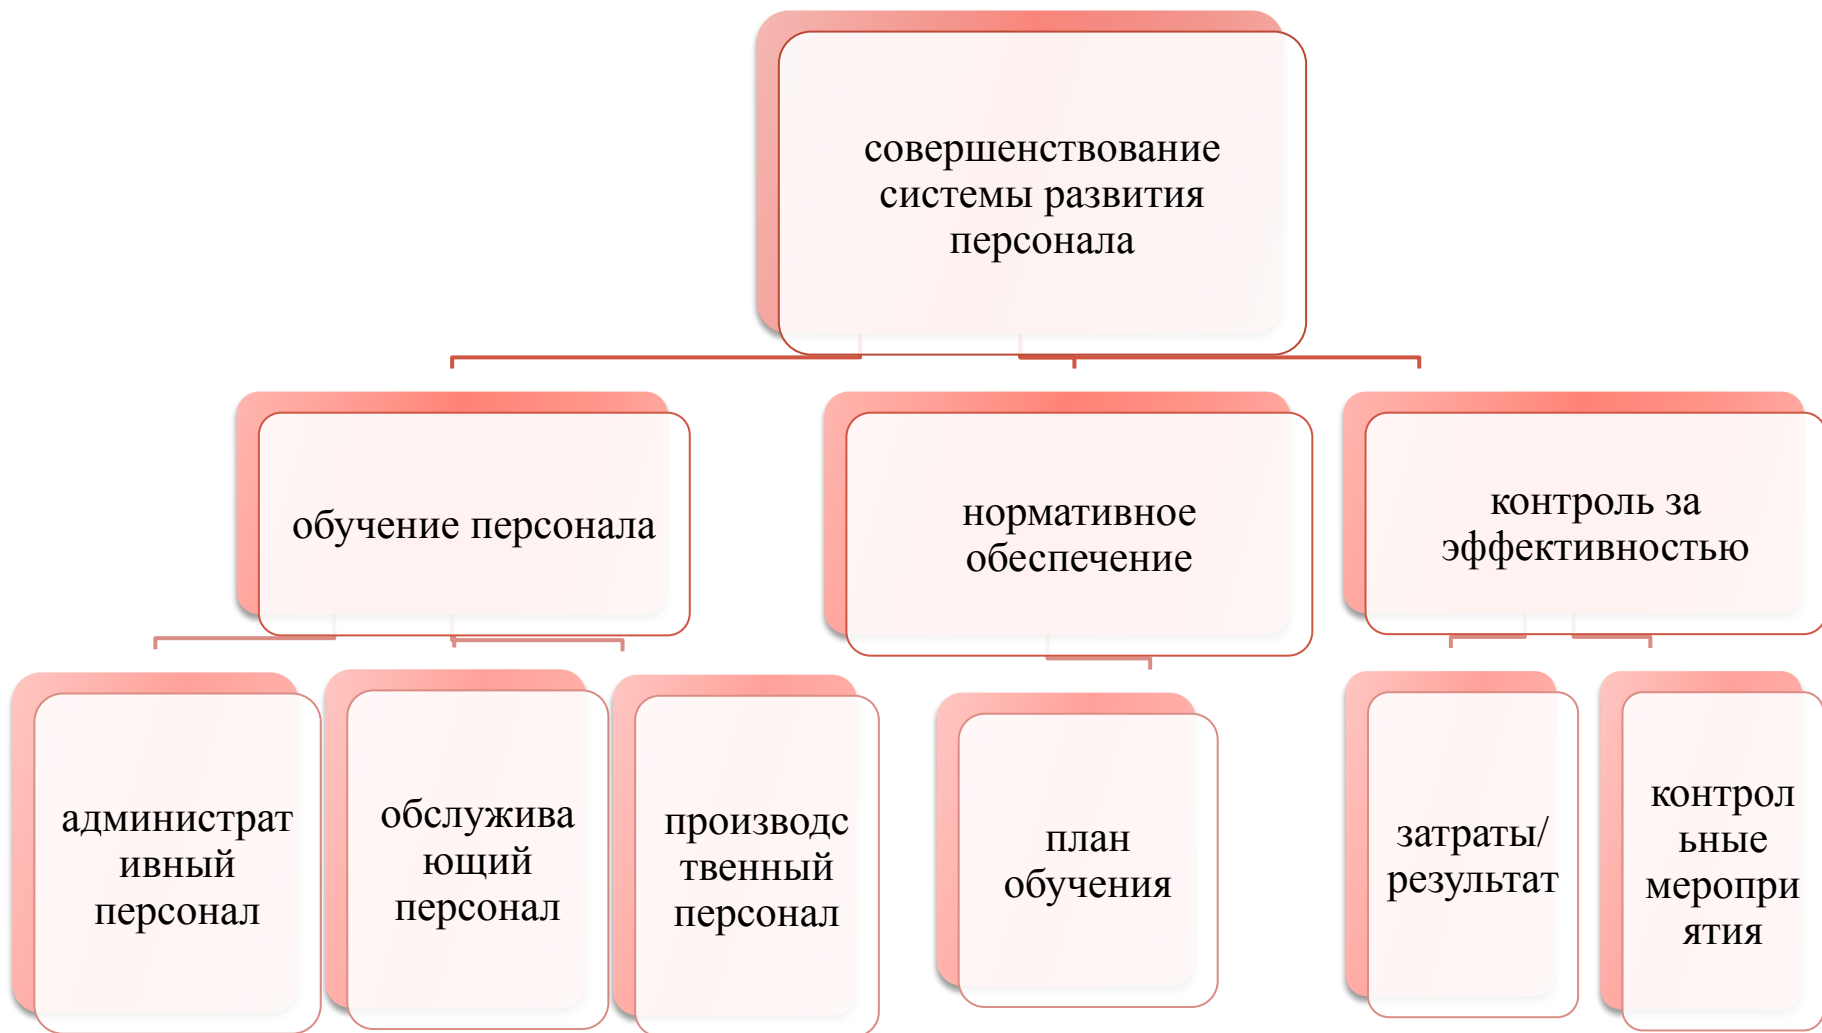 совершенствование
системы развития
персонала
обучение персонала
нормативное
обеспечение
контроль за
эффективностью
административ
ивный
персонал
обслужива
ющий
персонал
производс
твенный
персонал
план
обучения
затраты/
результат
контрол
ьные
меропри
ятия